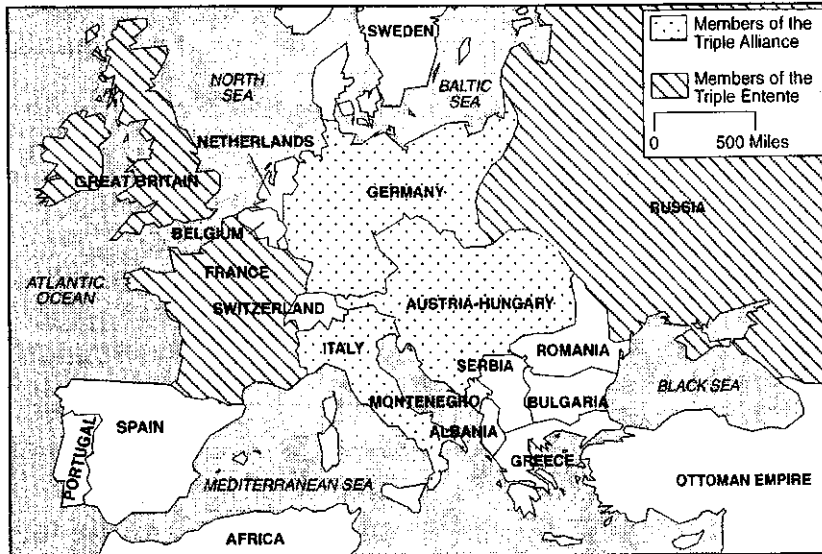 SWEDEN
Members of the
Triple Alliance
Members of the
Triple Entente
0 500 Miles
NORTH
SEA
BALTIC
SEA
NETHERLANDS
GREAT BRITAIN
GERMANY
RUSSIA
BELGIUM
FRANCE
ATLANTIC
OCEAN
SWITZERLAND
AUSTRIA-HUNGARY
ITALY
ROMANIA
SERBIA
BLACK SEA
MONTENEGRO
BULGARIA
SPAIN
PORTUGAL
ALBANIA
GREECE
MEDITERRANEAN SEA
OTTOMAN EMPIRE
AFRICA